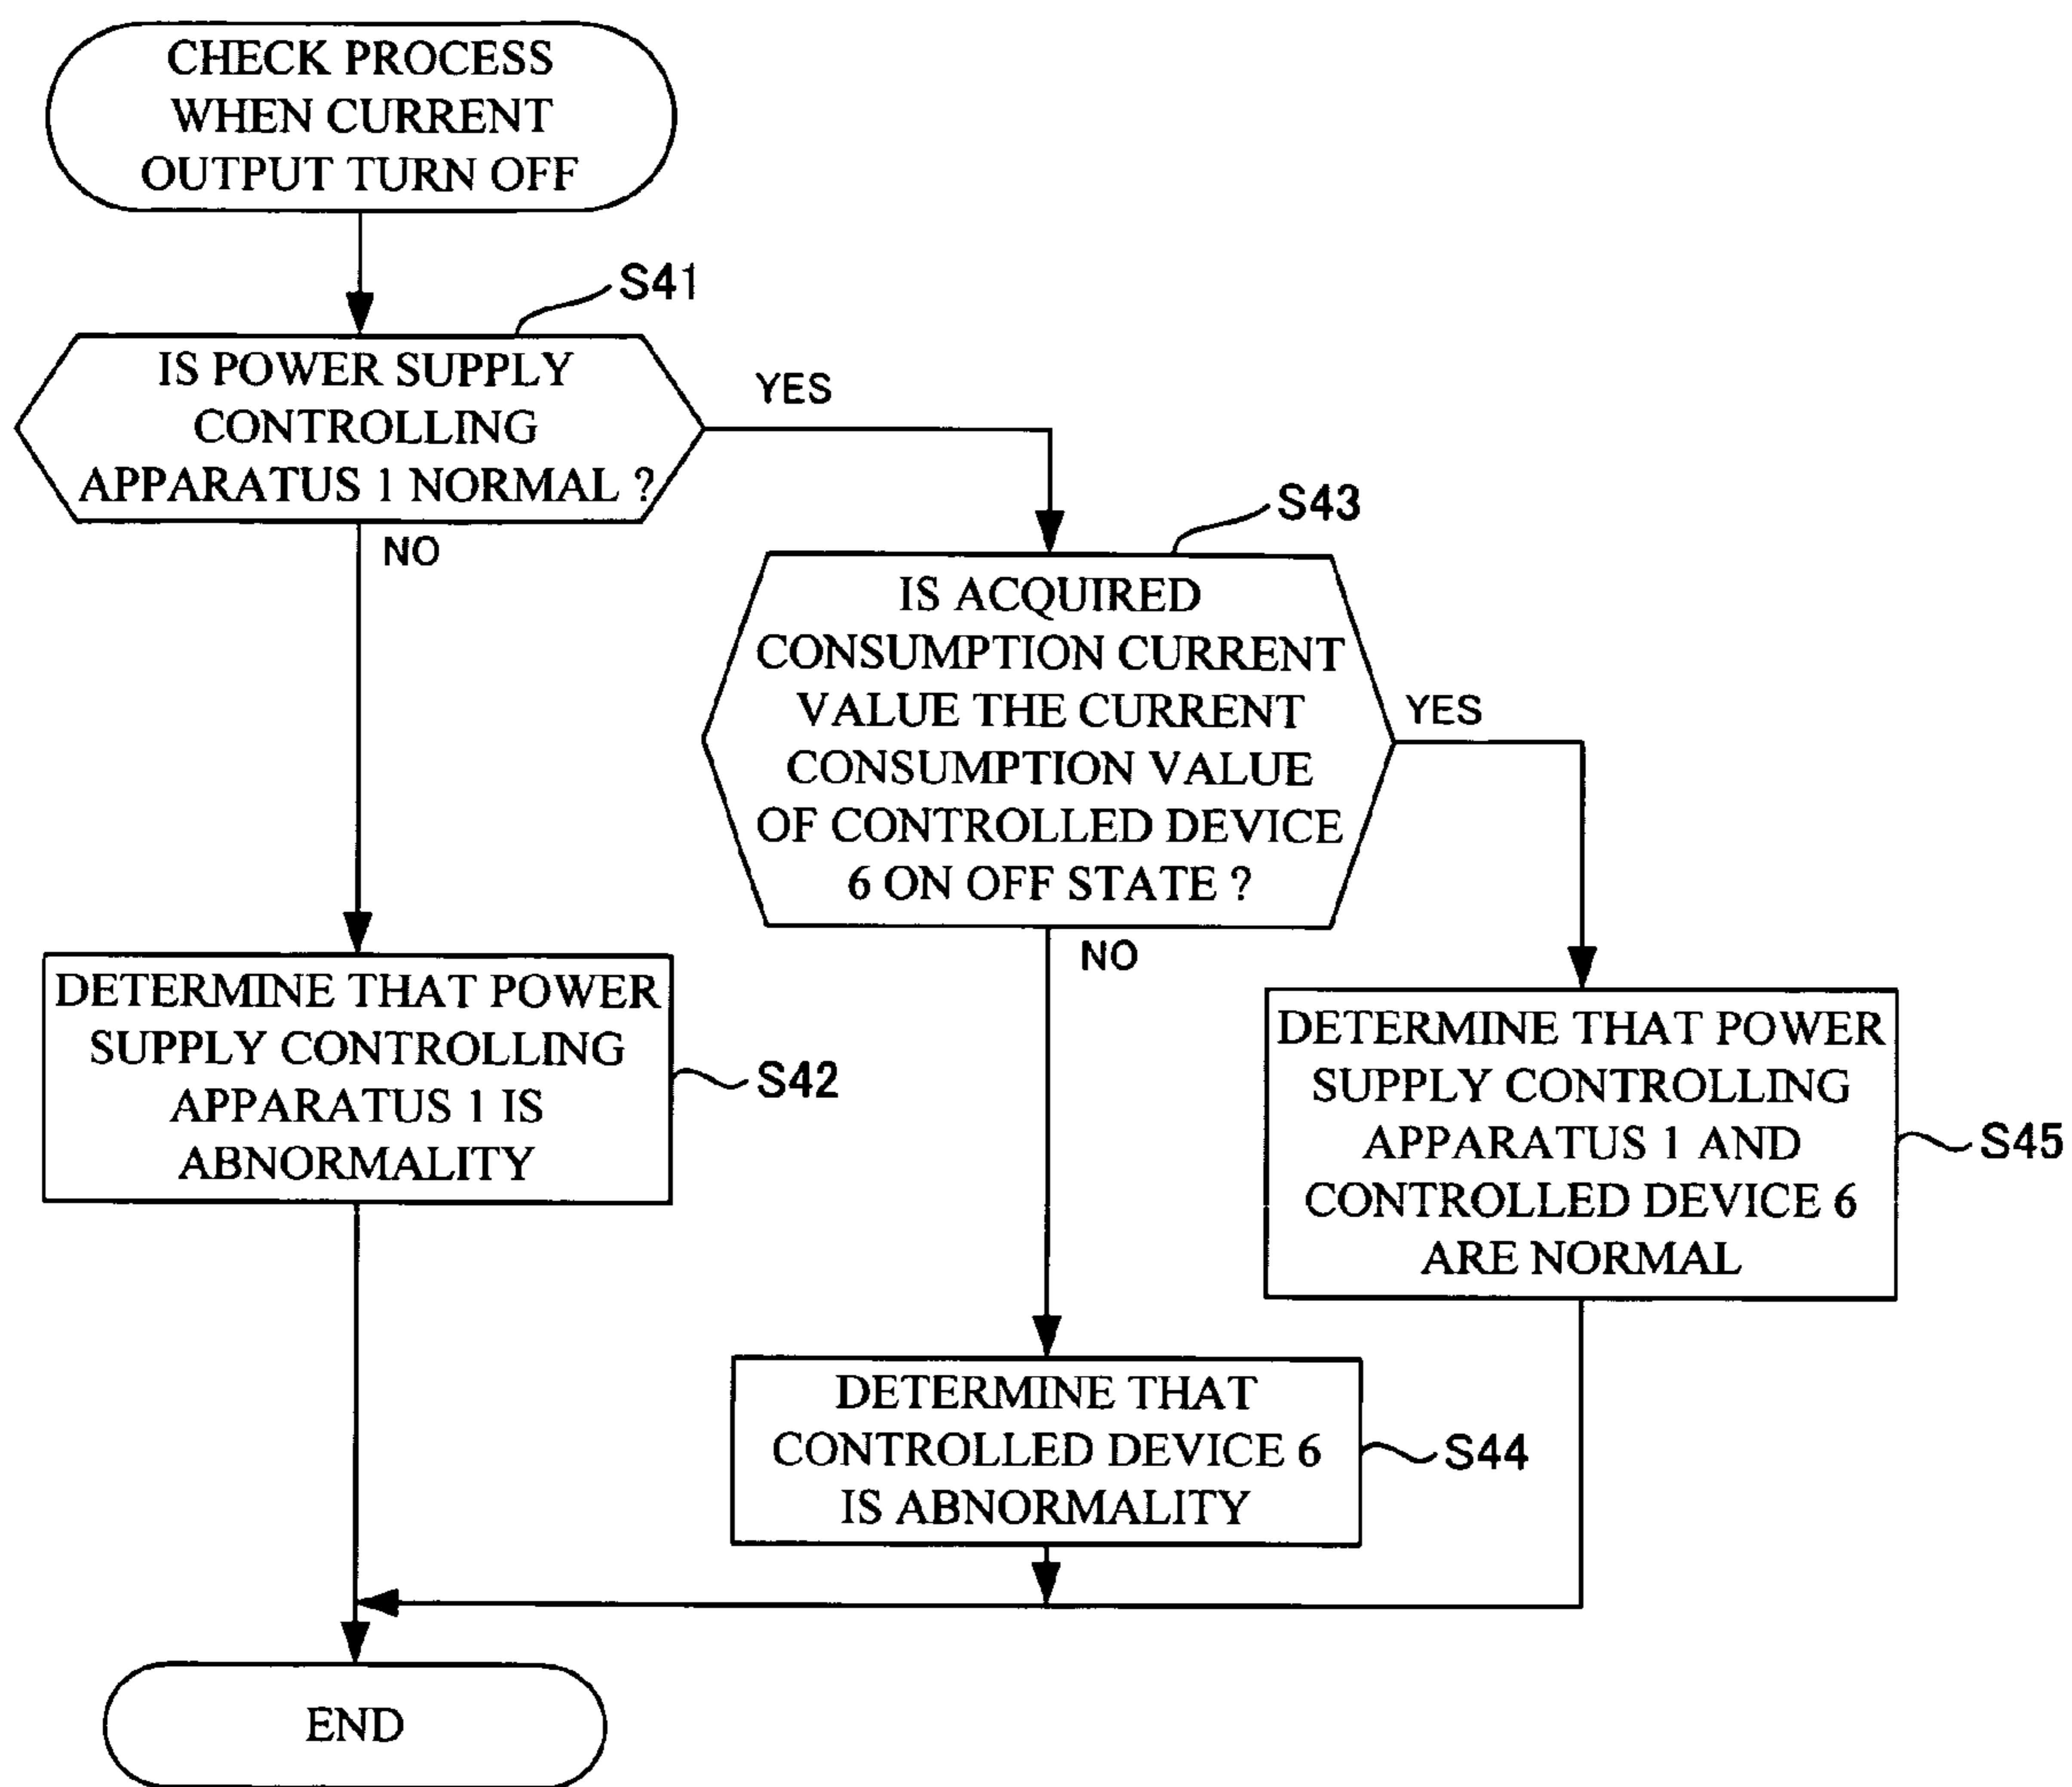 CHECK PROCESS
WHEN CURRENT
OUTPUT TURN OFF
S41
IS POWER SUPPLY
CONTROLLING
APPARATUS 1 NORMAL ?
YES
NO
S43
IS ACQUIRED
CONSUMPTION CURRENT
VALUE THE CURRENT
CONSUMPTION VALUE
OF CONTROLLED DEVICE
6 ON OFF STATE ?
YES
NO
DETERMINE THAT POWER
SUPPLY CONTROLLING
APPARATUS 1 IS
ABNORMALITY
S42
DETERMINE THAT POWER
SUPPLY CONTROLLING
APPARATUS 1 AND
CONTROLLED DEVICE 6
ARE NORMAL
S45
DETERMINE THAT
CONTROLLED DEVICE 6
IS ABNORMALITY
S44
END